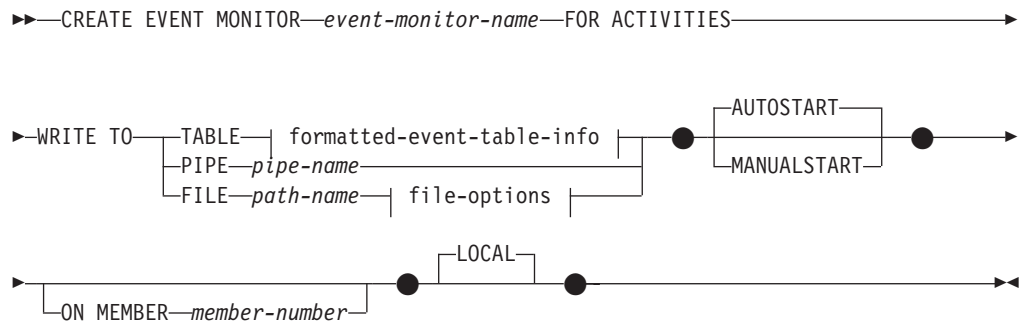 CREATE EVENT MONITOR event-monitor-name FOR ACTIVITIES
AUTOSTART
WRITE TO TABLE formatted-event-table-info
PIPE pipe-name MANUALSTART
FILE path-name file-options
LOCAL
ON MEMBER member-number